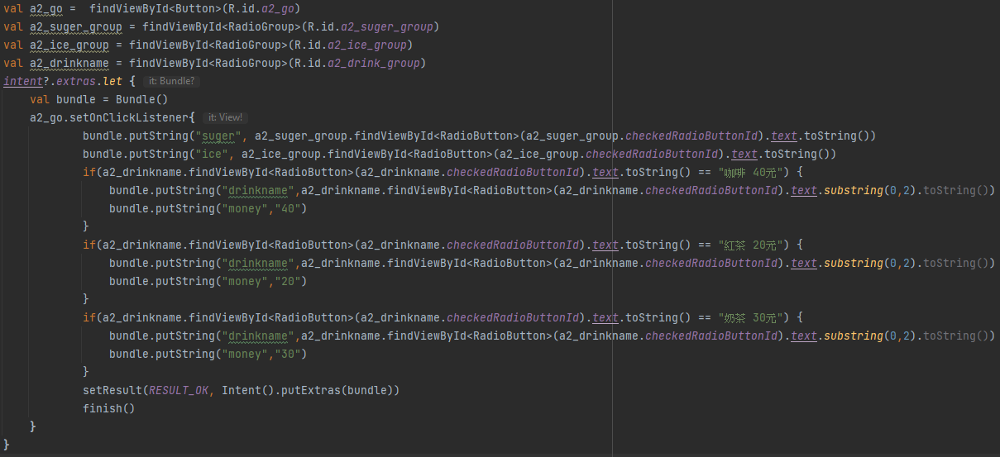 val a2_go =  findViewById<Button>(R.id.a2_go)
val a2_suger_group = findViewById<RadioGroup>(R.id.a2_suger_group)
val a2_ice_group = findViewById<RadioGroup>(R.id.a2_ice_group)
val a2_drinkname = findViewById<RadioGroup>(R.id.a2_drink_group)
intent?.extras.let { it: Bundle?
    val bundle = Bundle()
    a2_go.setOnClickListener{ it: View!
            bundle.putString("suger", a2_suger_group.findViewById<RadioButton>(a2_suger_group.checkedRadioButtonId).text.toString())
            bundle.putString("ice", a2_ice_group.findViewById<RadioButton>(a2_ice_group.checkedRadioButtonId).text.toString())
            if(a2_drinkname.findViewById<RadioButton>(a2_drinkname.checkedRadioButtonId).text.toString() == "咖啡 40元") {
                bundle.putString("drinkname",a2_drinkname.findViewById<RadioButton>(a2_drinkname.checkedRadioButtonId).text.substring(0,2).toString())
                bundle.putString("money","40")
            }
            if(a2_drinkname.findViewById<RadioButton>(a2_drinkname.checkedRadioButtonId).text.toString() == "紅茶 20元") {
                bundle.putString("drinkname",a2_drinkname.findViewById<RadioButton>(a2_drinkname.checkedRadioButtonId).text.substring(0,2).toString())
                bundle.putString("money","20")
            }
            if(a2_drinkname.findViewById<RadioButton>(a2_drinkname.checkedRadioButtonId).text.toString() == "奶茶 30元") {
                bundle.putString("drinkname",a2_drinkname.findViewById<RadioButton>(a2_drinkname.checkedRadioButtonId).text.substring(0,2).toString())
                bundle.putString("money","30")
            }
            setResult(RESULT_OK, Intent().putExtras(bundle))
            finish()
    }
}